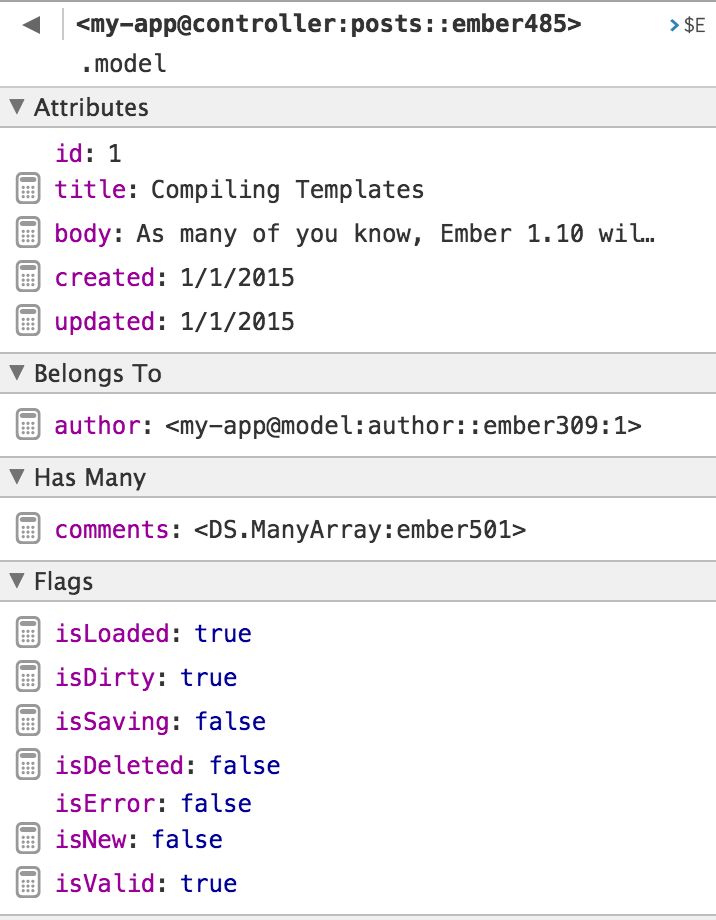 <my-app@controller:posts::ember485>
$E
.model
Attributes
id: 1
title: Compiling Templates
body: As many of you know, Ember 1.10 wil…
created: 1/1/2015
updated: 1/1/2015
Belongs To
author: <my-app@model:author::ember309:1>
Has Many
comments: <DS.ManyArray:ember501>
Flags
isLoaded: true
isDirty: true
isSaving: false
isDeleted: false
isError: false
isNew: false
isValid: true